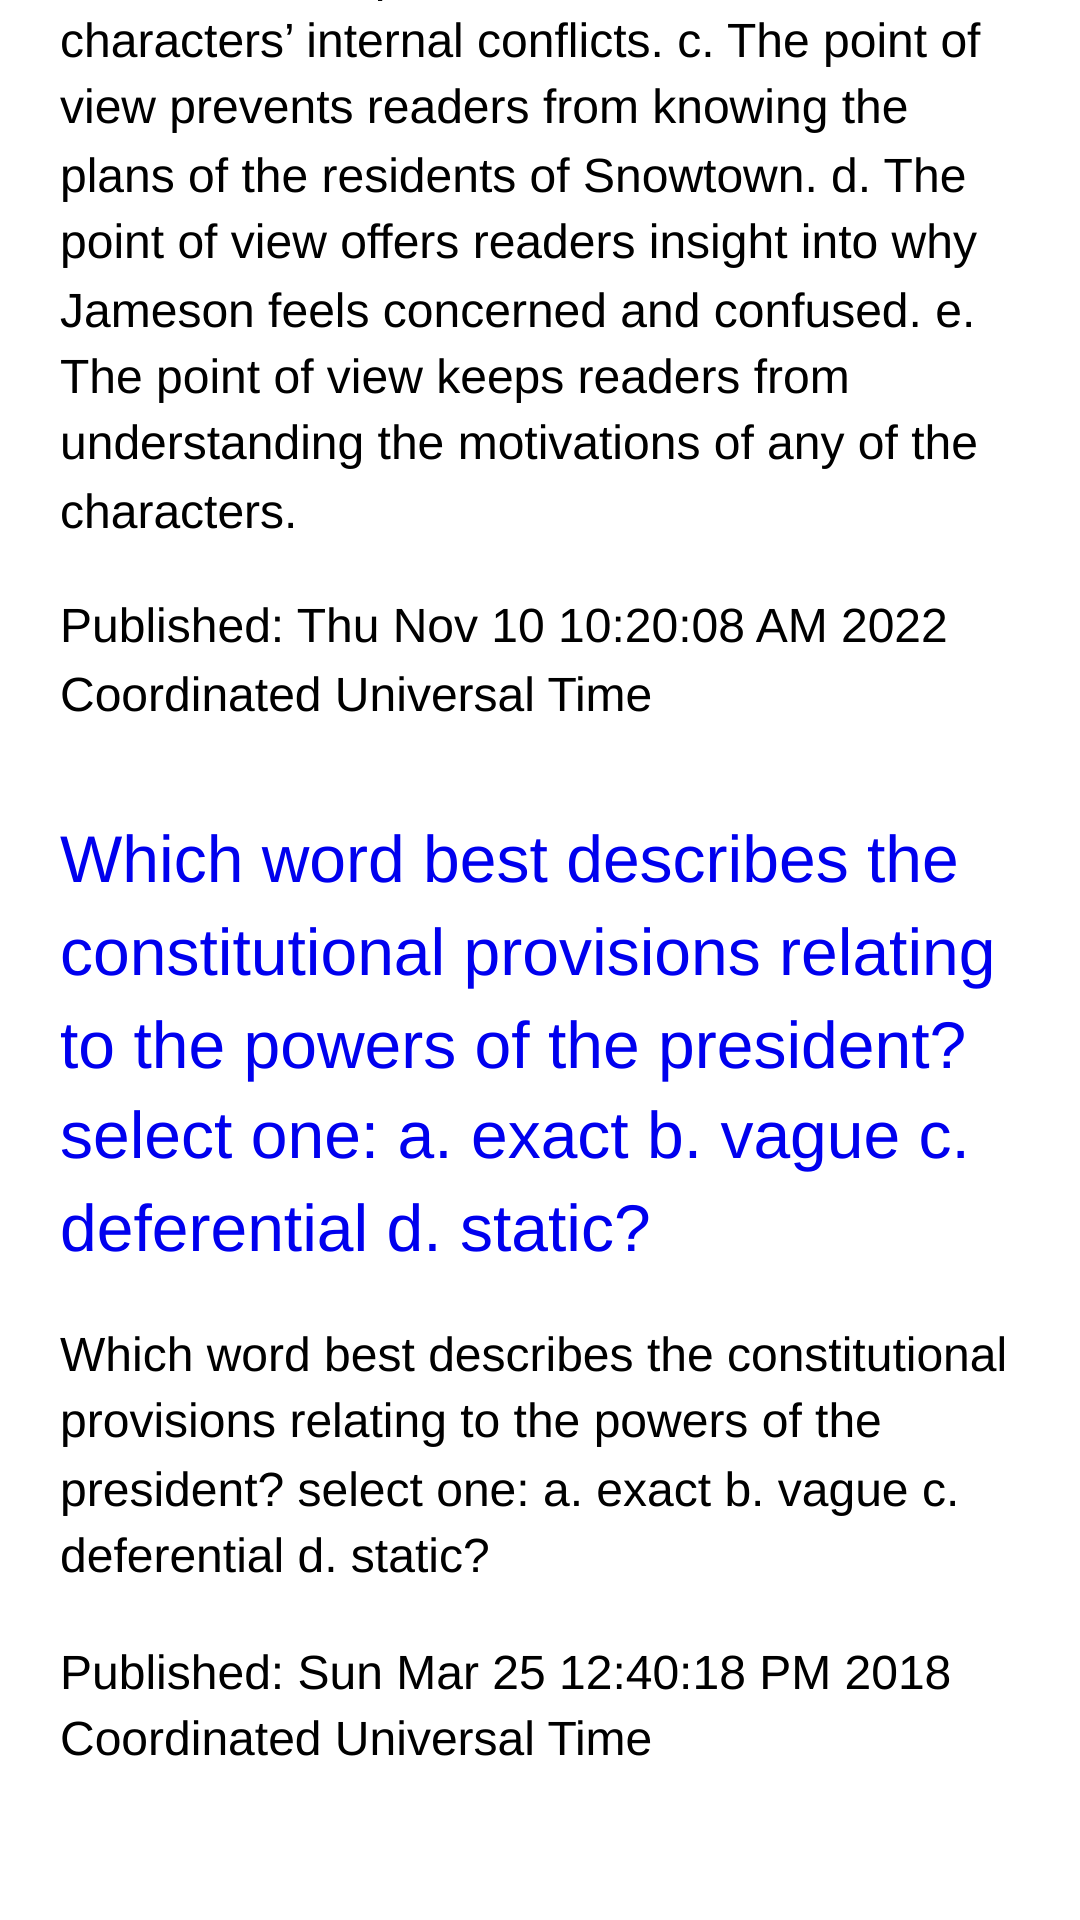 characters’ internal conflicts. c. The point of
view prevents readers from knowing the
plans of the residents of Snowtown. d. The
point of view offers readers insight into why
Jameson feels concerned and confused. e.
The point of view keeps readers from
understanding the motivations of any of the
characters.
Published: Thu Nov 10 10:20:08 AM 2022
Coordinated Universal Time
Which word best describes the
constitutional provisions relating
to the powers of the president?
select one: a. exact b. vague c.
deferential d. static?
Which word best describes the constitutional
provisions relating to the powers of the
president? select one: a. exact b. vague c.
deferential d. static?
Published: Sun Mar 25 12:40:18 PM 2018
Coordinated Universal Time